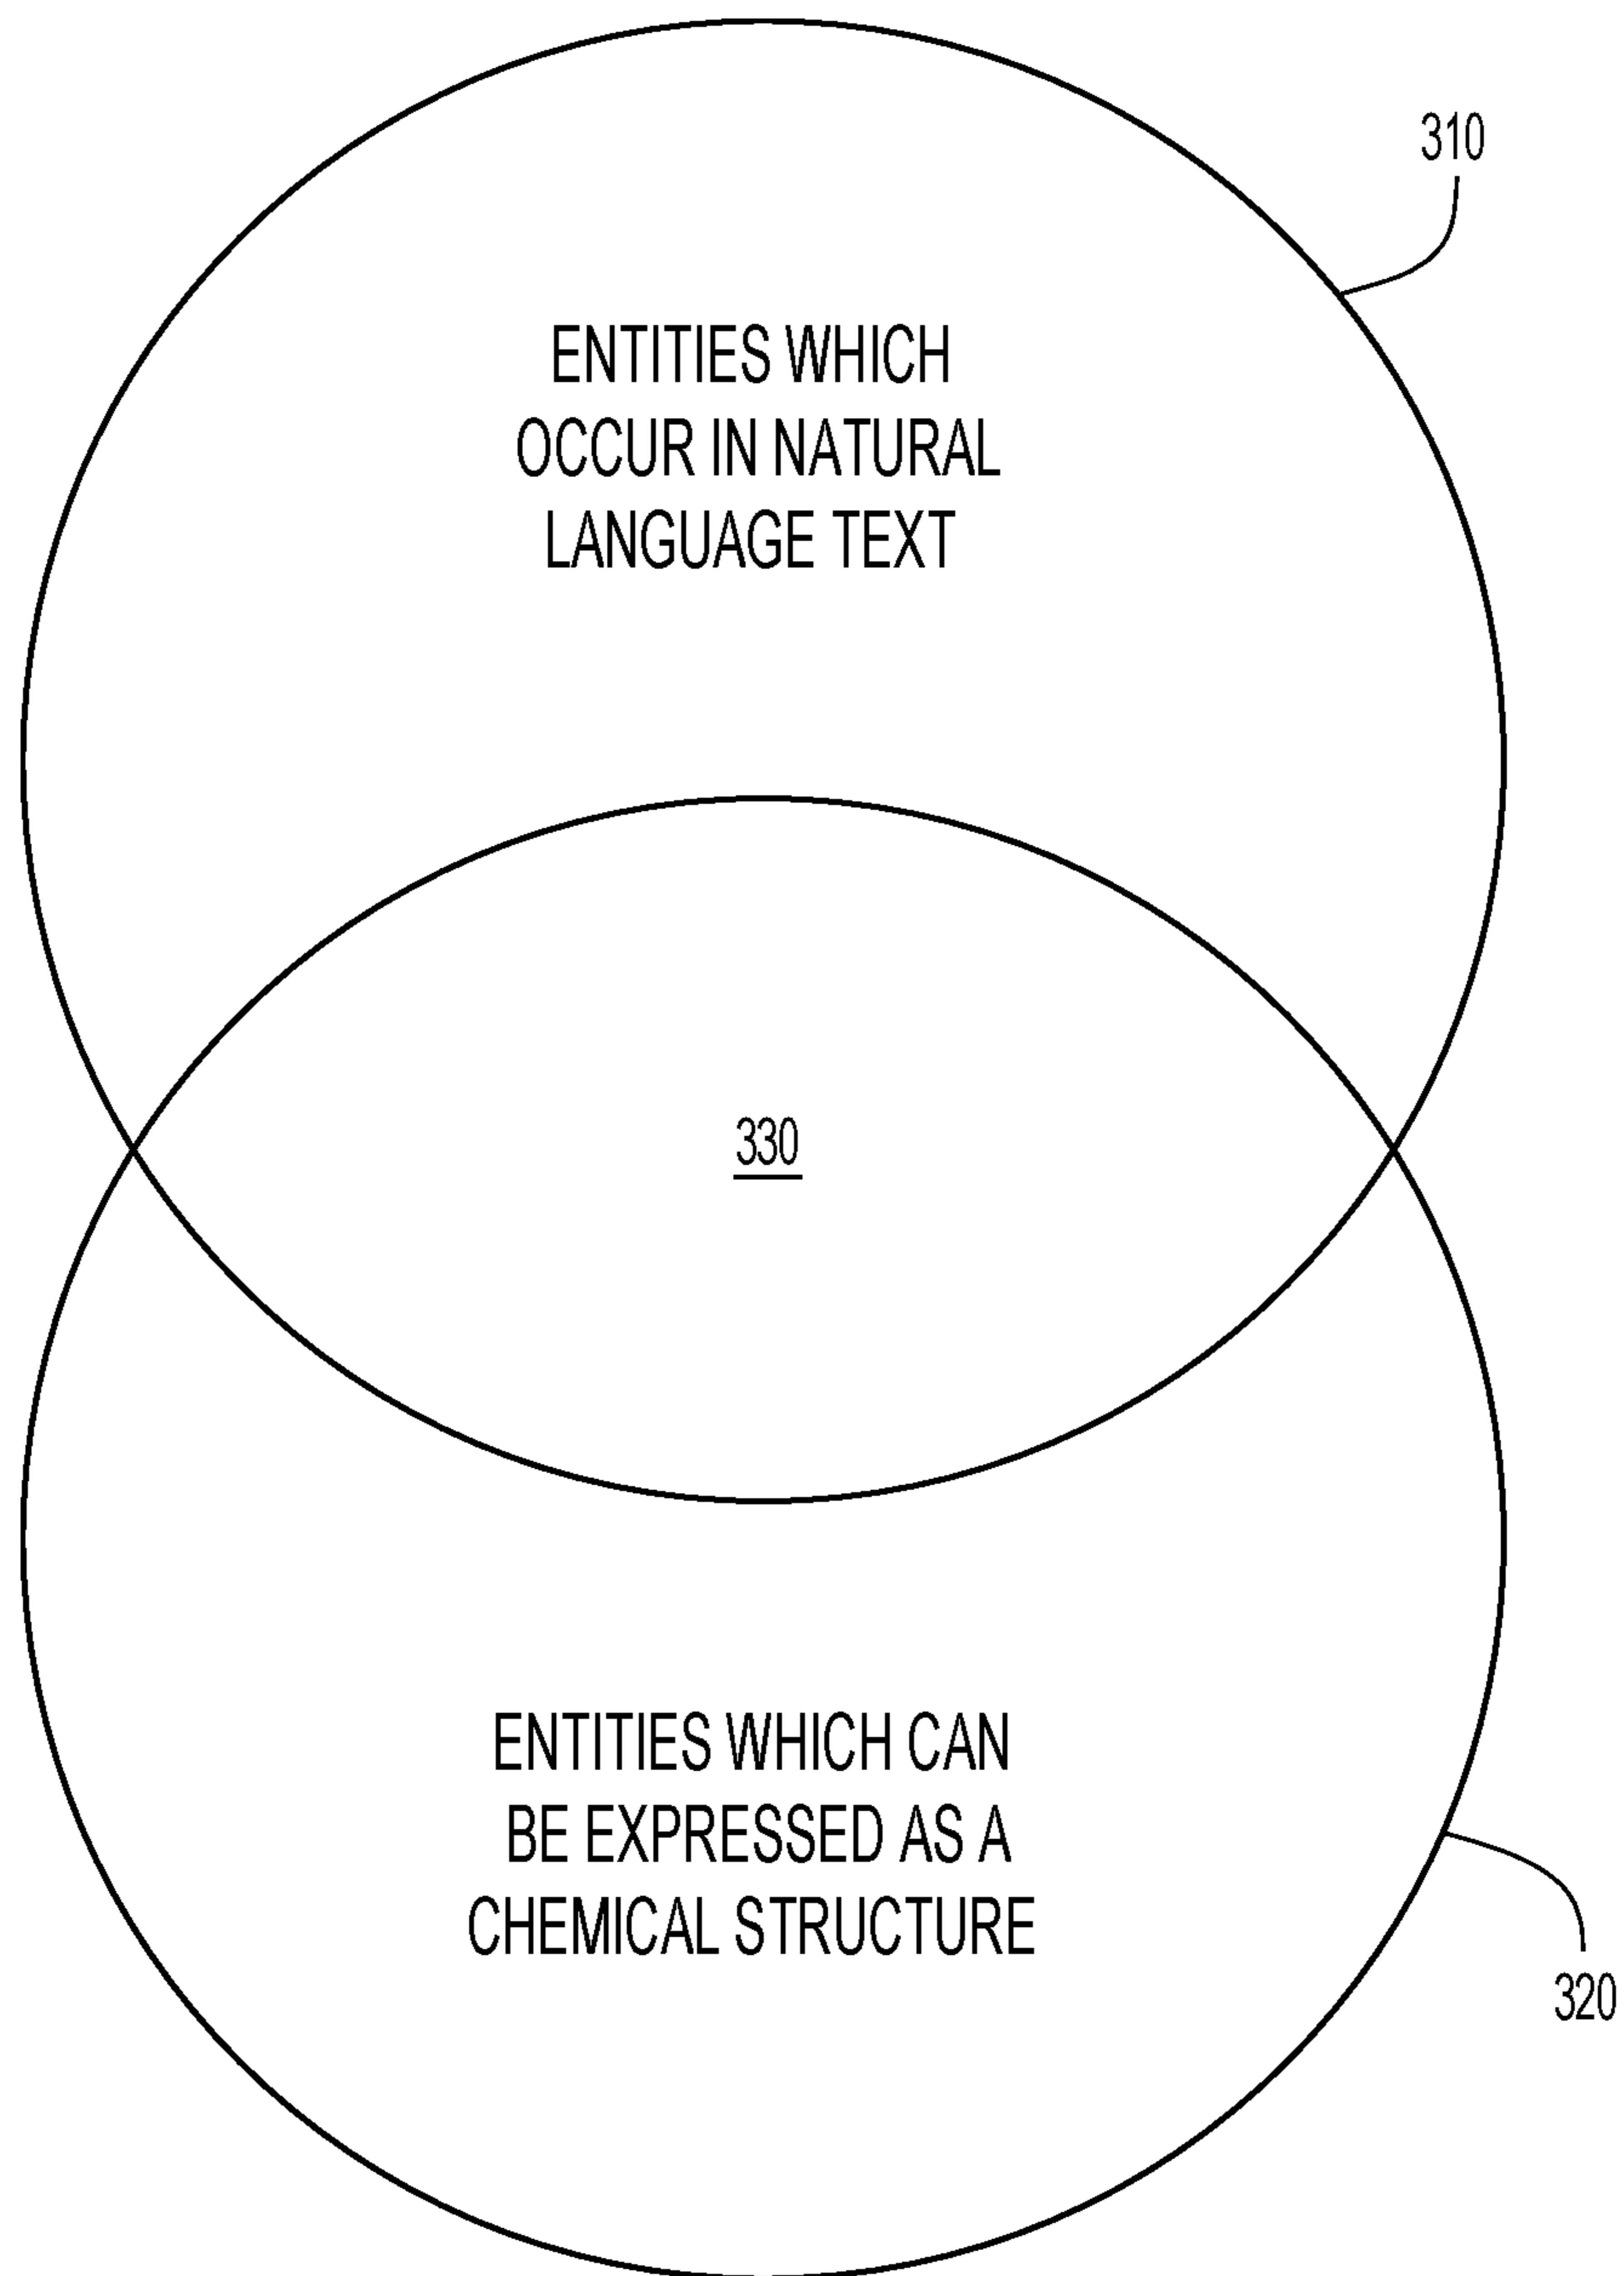 310
ENTITIES WHICH
OCCUR IN NATURAL
LANGUAGE TEXT
330
ENTITIES WHICH CAN
BE EXPRESSED AS A
CHEMICAL STRUCTURE
320